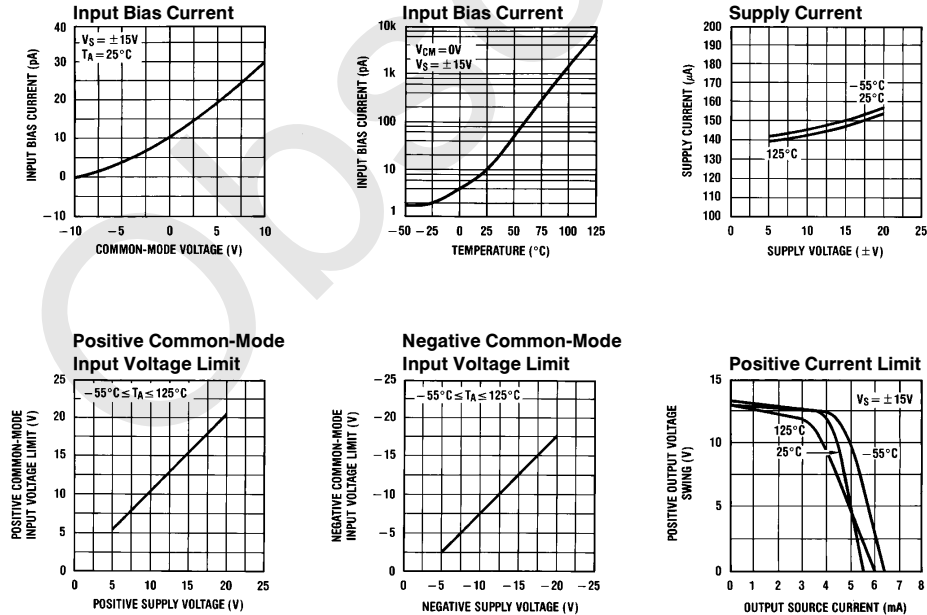 Input Bias Current
INPUT BIAS CURRENT (pA)
40
30
20
10
0
−10
VS = ±15V
TA = 25°C
−10 −5 0 5 10
COMMON-MODE VOLTAGE (V)
Input Bias Current
INPUT BIAS CURRENT (pA)
10k
1k
100
10
1
VCM = 0V
VS = ±15V
−50 −25 0 25 50 75 100 125
TEMPERATURE (°C)
Supply Current
SUPPLY CURRENT (μA)
200
190
180
170
160
150
140
130
120
110
100
−55°C
25°C
125°C
0 5 10 15 20 25
SUPPLY VOLTAGE (±V)
Positive Common-Mode
Input Voltage Limit
POSITIVE COMMON-MODE
INPUT VOLTAGE LIMIT (V)
25
20
15
10
5
0
−55°C ≤ TA ≤ 125°C
0 5 10 15 20 25
POSITIVE SUPPLY VOLTAGE (V)
Negative Common-Mode
Input Voltage Limit
NEGATIVE COMMON-MODE
INPUT VOLTAGE LIMIT (V)
−25
−20
−15
−10
−5
0
−55°C ≤ TA ≤ 125°C
0 −5 −10 −15 −20 −25
NEGATIVE SUPPLY VOLTAGE (V)
Positive Current Limit
POSITIVE OUTPUT VOLTAGE
SWING (V)
15
10
5
0
VS = ±15V
125°C
25°C
−55°C
0 1 2 3 4 5 6 7 8
OUTPUT SOURCE CURRENT (mA)
Obsc